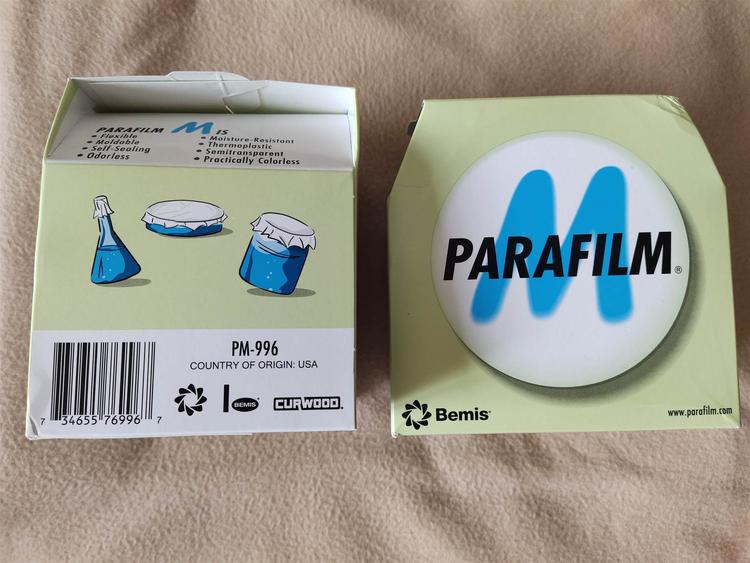 PARAFILM M IS
• Flexible
• Moldable
• Self-Sealing
• Odorless
• Moisture-Resistant
• Thermoplastic
• Semitransparent
• Practically Colorless
PM-996
COUNTRY OF ORIGIN: USA
BEMIS
CURWOOD®
7 34655 76996 7
M
PARAFILM®
Bemis®
www.parafilm.com